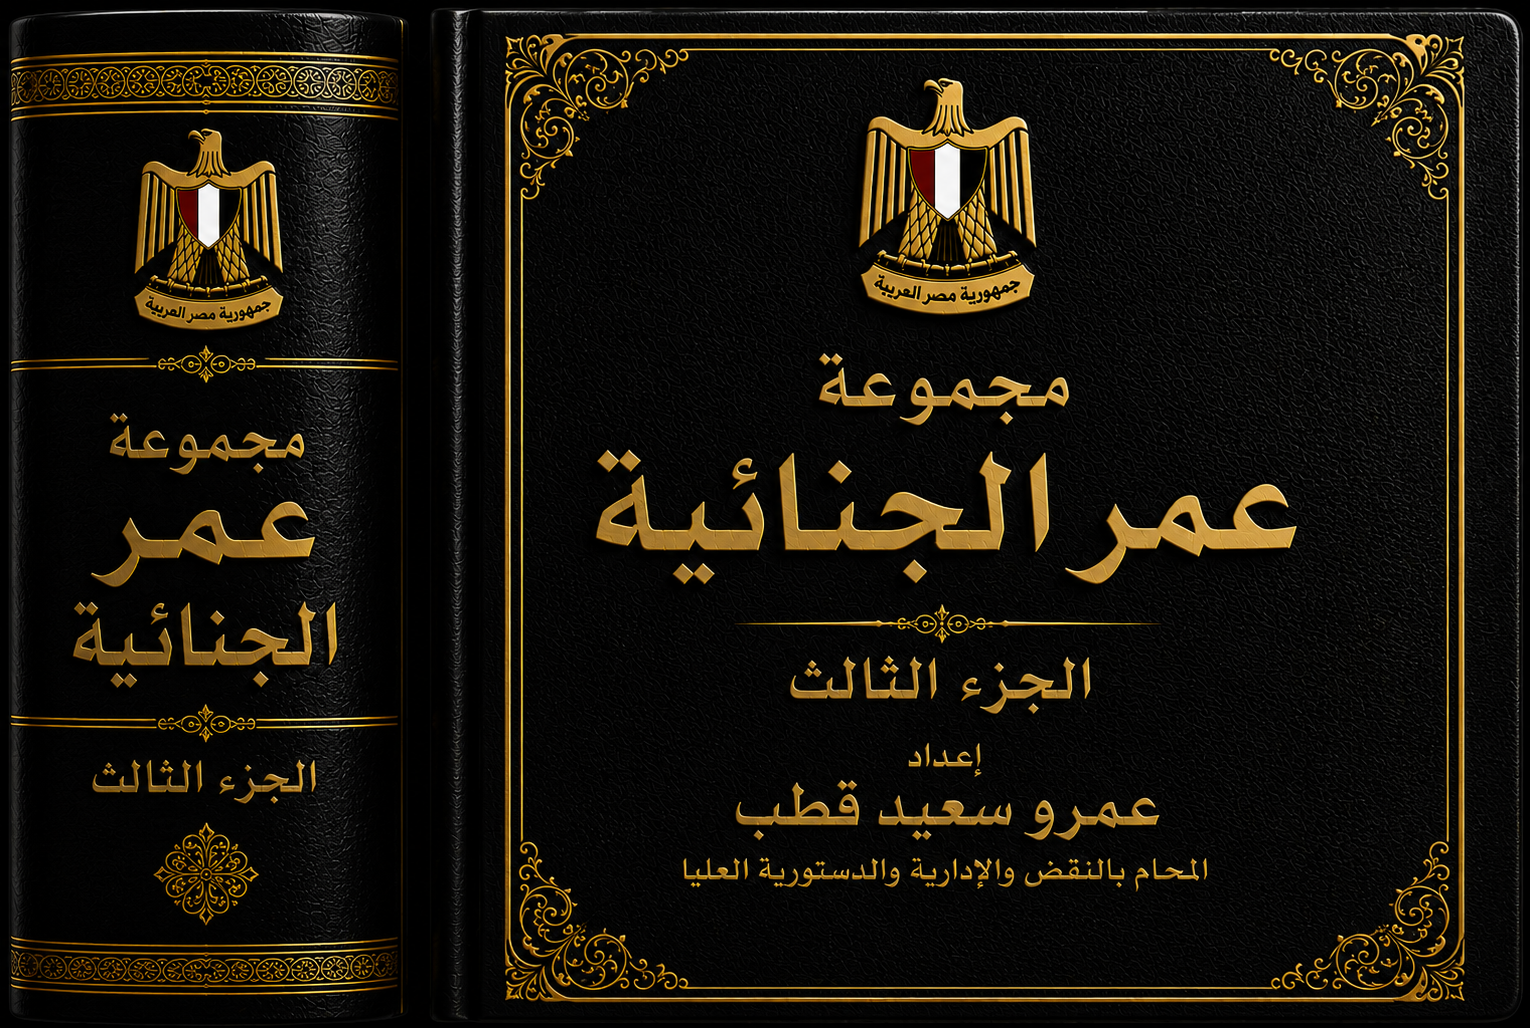 جمهورية مصر العربية
مجموعة
عمر
الجنائية
الجزء الثالث
جمهورية مصر العربية
مجموعة
عمر الجنائية
الجزء الثالث
إعداد
عمرو سعيد قطب
المحام بالنقض والإدارية والدستورية العليا